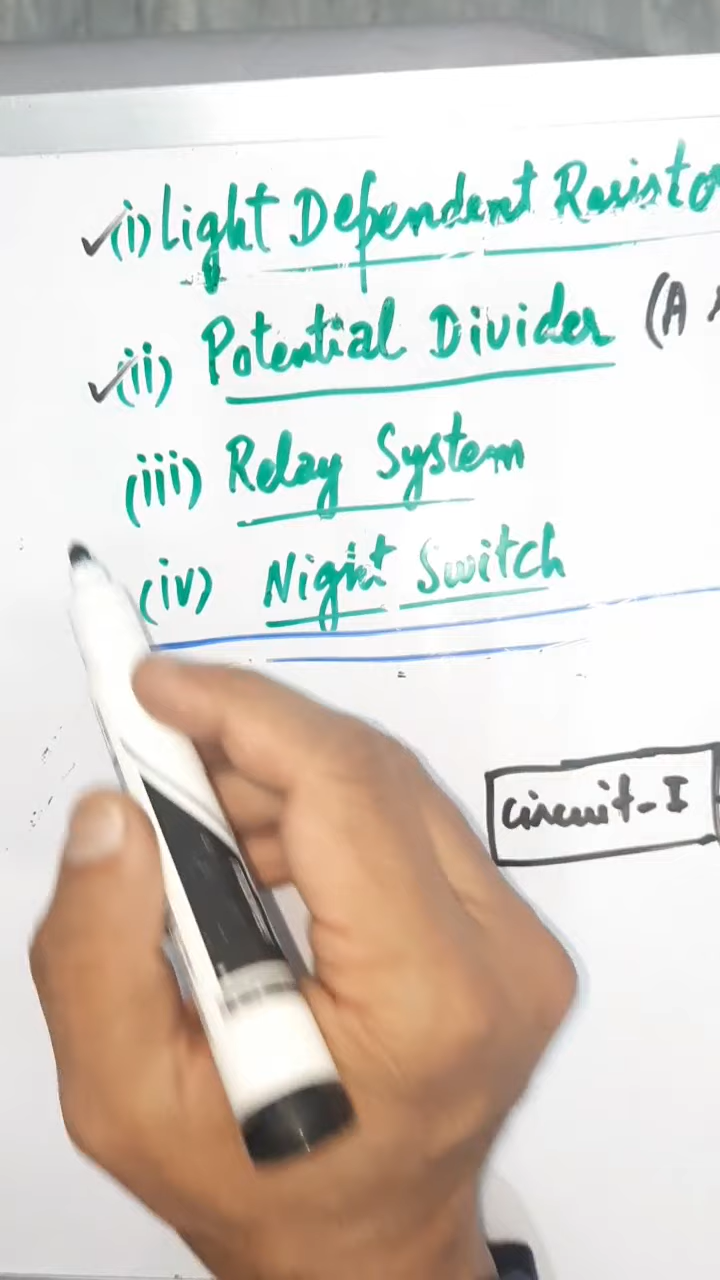 ✓(i) Light Dependent Resisto
✓(ii) Potential Divider (A
(iii) Relay System
(iv) Night Switch
circuit-I